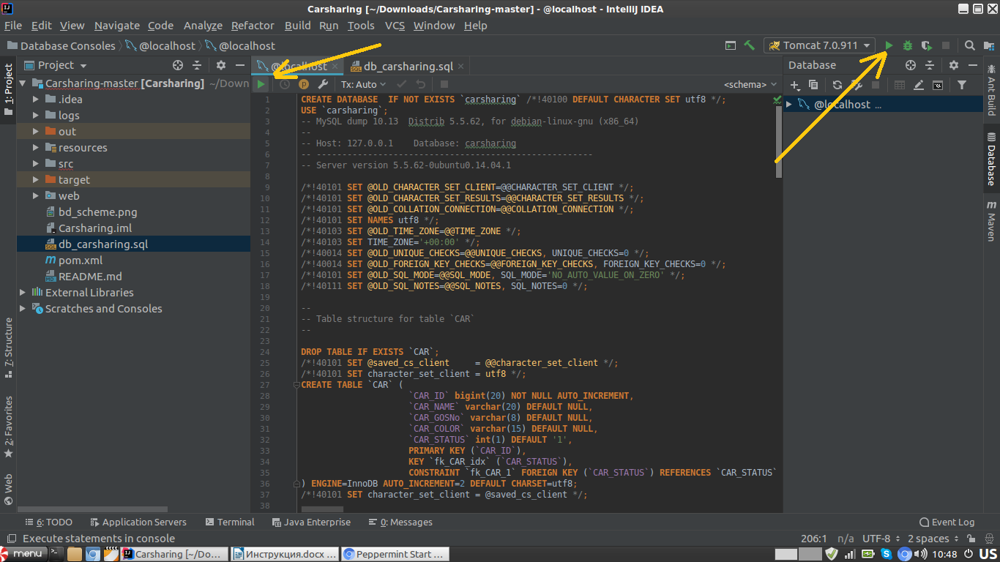 Carsharing [~/Downloads/Carsharing-master] - @localhost - IntelliJ IDEA
File Edit View Navigate Code Analyze Refactor Build Run Tools VCS Window Help
Database Consoles @localhost @localhost
Tomcat 7.0.911
Project
@localhost
db_carsharing.sql
Database
Tx: Auto
<schema>
1: Project
7: Structure
2: Favorites
Web
Carsharing-master [Carsharing] ~/Down
.idea
logs
out
resources
src
target
web
bd_scheme.png
Carsharing.iml
db_carsharing.sql
pom.xml
README.md
External Libraries
Scratches and Consoles
1 CREATE DATABASE  IF NOT EXISTS `carsharing` /*!40100 DEFAULT CHARACTER SET utf8 */;
2 USE `carsharing`;
3 -- MySQL dump 10.13  Distrib 5.5.62, for debian-linux-gnu (x86_64)
4 --
5 -- Host: 127.0.0.1    Database: carsharing
6 -- ------------------------------------------------------
7 -- Server version 5.5.62-0ubuntu0.14.04.1
8
9 /*!40101 SET @OLD_CHARACTER_SET_CLIENT=@@CHARACTER_SET_CLIENT */;
10 /*!40101 SET @OLD_CHARACTER_SET_RESULTS=@@CHARACTER_SET_RESULTS */;
11 /*!40101 SET @OLD_COLLATION_CONNECTION=@@COLLATION_CONNECTION */;
12 /*!40101 SET NAMES utf8 */;
13 /*!40103 SET @OLD_TIME_ZONE=@@TIME_ZONE */;
14 /*!40103 SET TIME_ZONE='+00:00' */;
15 /*!40014 SET @OLD_UNIQUE_CHECKS=@@UNIQUE_CHECKS, UNIQUE_CHECKS=0 */;
16 /*!40014 SET @OLD_FOREIGN_KEY_CHECKS=@@FOREIGN_KEY_CHECKS, FOREIGN_KEY_CHECKS=0 */;
17 /*!40101 SET @OLD_SQL_MODE=@@SQL_MODE, SQL_MODE='NO_AUTO_VALUE_ON_ZERO' */;
18 /*!40111 SET @OLD_SQL_NOTES=@@SQL_NOTES, SQL_NOTES=0 */;
19
20 --
21 -- Table structure for table `CAR`
22 --
23
24 DROP TABLE IF EXISTS `CAR`;
25 /*!40101 SET @saved_cs_client     = @@character_set_client */;
26 /*!40101 SET character_set_client = utf8 */;
27 CREATE TABLE `CAR` (
28 `CAR_ID` bigint(20) NOT NULL AUTO_INCREMENT,
29 `CAR_NAME` varchar(20) DEFAULT NULL,
30 `CAR_GOSNo` varchar(8) DEFAULT NULL,
31 `CAR_COLOR` varchar(15) DEFAULT NULL,
32 `CAR_STATUS` int(1) DEFAULT '1',
33 PRIMARY KEY (`CAR_ID`),
34 KEY `fk_CAR_idx` (`CAR_STATUS`),
35 CONSTRAINT `fk_CAR_1` FOREIGN KEY (`CAR_STATUS`) REFERENCES `CAR_STATUS`
36 ) ENGINE=InnoDB AUTO_INCREMENT=2 DEFAULT CHARSET=utf8;
37 /*!40101 SET character_set_client = @saved_cs_client */;
38
@localhost ...
Ant Build
Database
Maven
6: TODO Application Servers Terminal Java Enterprise 0: Messages Event Log
Execute statements in console 206:1 n/a UTF-8 2 spaces
menu Carsharing [~/Do... Инструкция.docx ... Peppermint Start ... 10:48 US